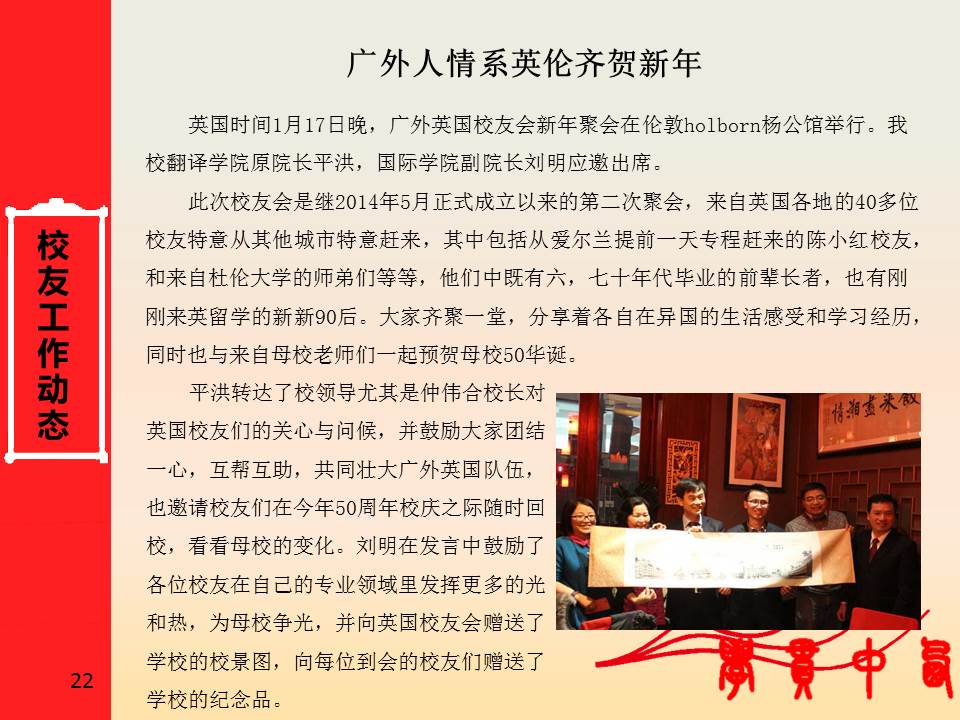 广外人情系英伦齐贺新年
英国时间1月17日晚，广外英国校友会新年聚会在伦敦holborn杨公馆举行。我
校翻译学院原院长平洪，国际学院副院长刘明应邀出席。
此次校友会是继2014年5月正式成立以来的第二次聚会，来自英国各地的40多位
校友特意从其他城市特意赶来，其中包括从爱尔兰提前一天专程赶来的陈小红校友，
和来自杜伦大学的师弟们等等，他们中既有六，七十年代毕业的前辈长者，也有刚
刚来英留学的新新90后。大家齐聚一堂，分享着各自在异国的生活感受和学习经历，
同时也与来自母校老师们一起预贺母校50华诞。
平洪转达了校领导尤其是仲伟合校长对
英国校友们的关心与问候，并鼓励大家团结
一心，互帮互助，共同壮大广外英国队伍，
也邀请校友们在今年50周年校庆之际随时回
校，看看母校的变化。刘明在发言中鼓励了
各位校友在自己的专业领域里发挥更多的光
和热，为母校争光，并向英国校友会赠送了
学校的校景图，向每位到会的校友们赠送了
学校的纪念品。
校友工作动态
情湘畫來飯
學貫中
22